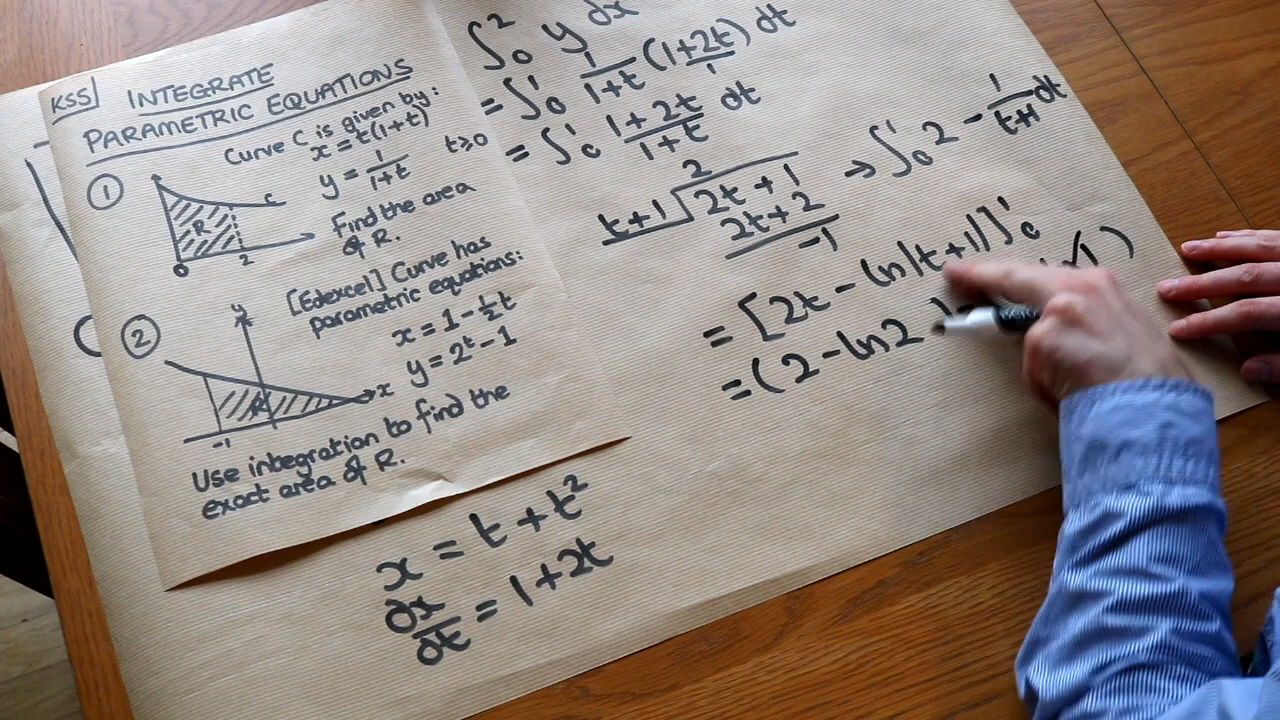 KS5 INTEGRATE
PARAMETRIC EQUATIONS
① Curve C is given by:
x = t(1+t)
y = 1/(1+t) t≥0
C
R
0 2
Find the area
of R.
② [Edexcel] Curve has
parametric equations:
x = 1 - ½t
y = 2^t - 1
y
x
R
-1
Use integration to find the
exact area of R.
∫₀² y dx
= ∫₀¹ 1/(1+t) (1+2t)/1 dt
= ∫₀¹ (1+2t)/(1+t) dt
2
t+1 √ 2t + 1
2t + 2
-1
→ ∫₀¹ 2 - 1/(t+1) dt
= [2t - ln|t+1|]₀¹
= (2 - ln2)
x = t + t²
dx/dt = 1 + 2t